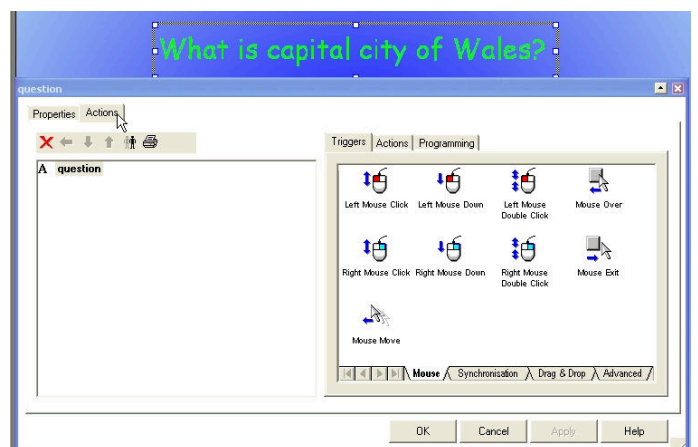 What is capital city of Wales?
question
Properties Actions
Triggers Actions Programming
A question
Left Mouse Click Left Mouse Down Left Mouse Double Click Mouse Over
Right Mouse Click Right Mouse Down Right Mouse Double Click Mouse Exit
Mouse Move
Mouse Synchronisation Drag & Drop Advanced
OK Cancel Apply Help